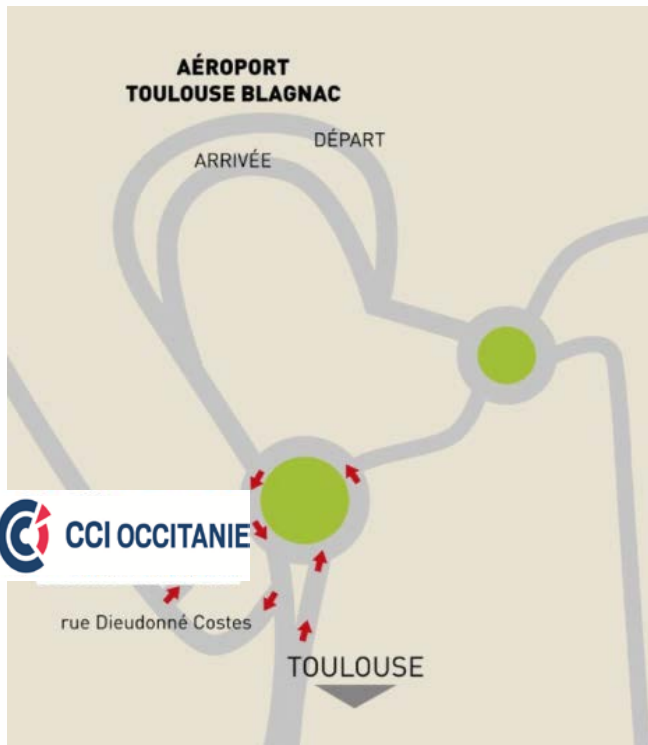 AÉROPORT
TOULOUSE BLAGNAC
DÉPART
ARRIVÉE
CCI OCCITANIE
rue Dieudonné Costes
TOULOUSE